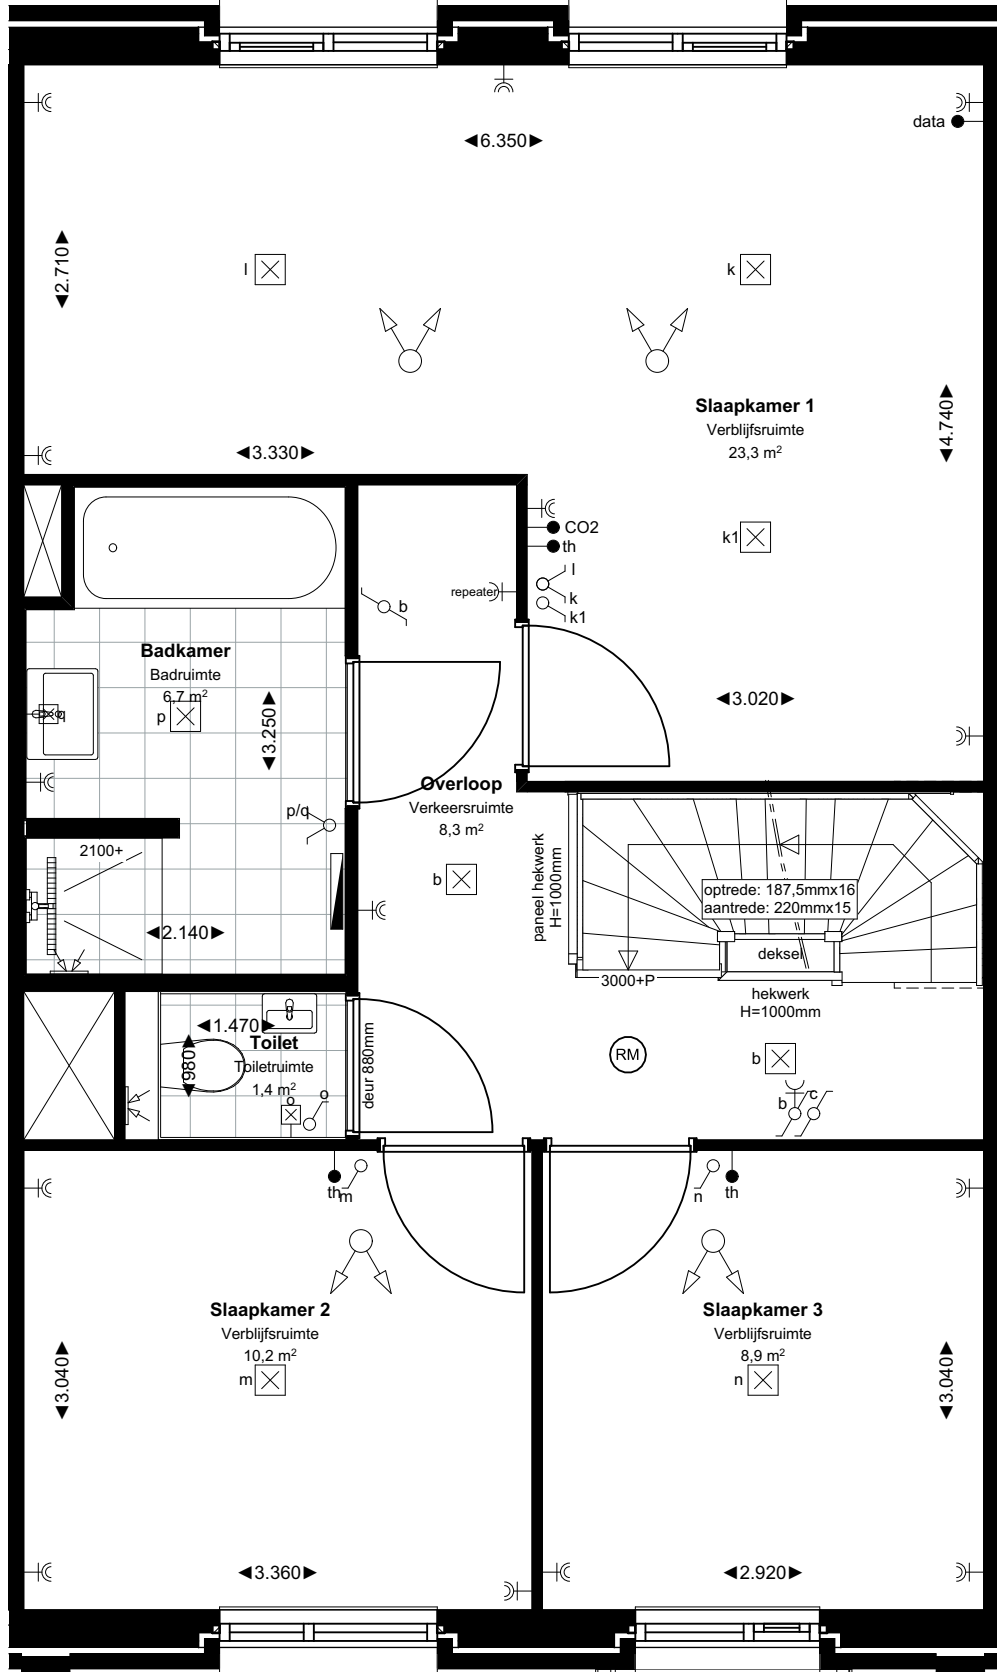 data
6.350
2.710
l
k
Slaapkamer 1
Verblijfsruimte
23,3 m²
4.740
3.330
CO2
th
k1
l
k
k1
repeater
b
Badkamer
Badruimte
6,7 m²
p
q
3.250
3.020
Overloop
Verkeersruimte
8,3 m²
b
p/q
2100+
2.140
paneel hekwerk
H=1000mm
optrede: 187,5mmx16
aantrede: 220mmx15
deksel
3000+P
hekwerk
H=1000mm
1.470
Toilet
Toiletruimte
1,4 m²
980
o
o
deur 880mm
RM
b
b
c
th
m
n
th
Slaapkamer 2
Verblijfsruimte
10,2 m²
m
3.040
Slaapkamer 3
Verblijfsruimte
8,9 m²
n
3.040
3.360
2.920